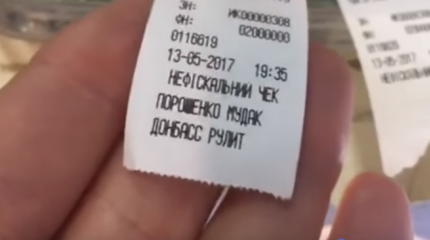 ЗН: ИК00000308
ФН: 02000000
0116619
13-05-2017 19:35
НЕФІСКАЛЬНИЙ ЧЕК
ПОРОШЕНКО МУДАК
ДОНБАСС РУЛИТ